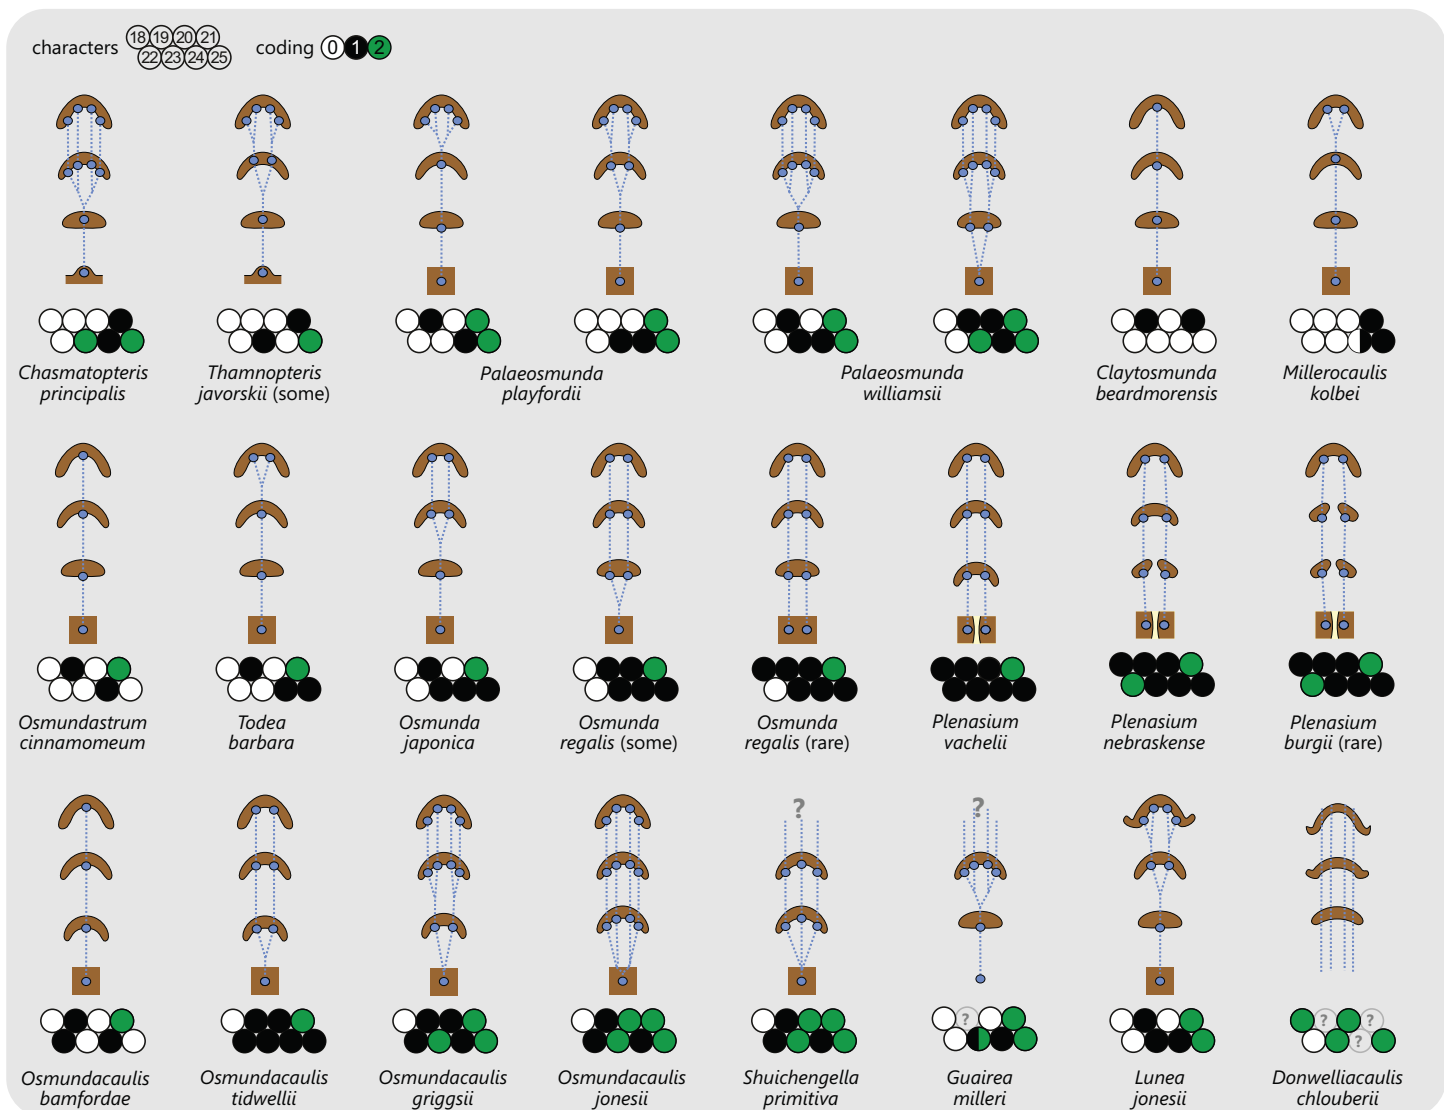 characters 18 19 20 21 coding 0 1 2
22 23 24 25
Chasmatopteris principalis
Thamnopteris javorskii (some)
Palaeosmunda playfordii
Palaeosmunda williamsii
Claytosmunda beardmorensis
Millerocaulis kolbei
Osmundastrum cinnamomeum
Todea barbara
Osmunda japonica
Osmunda regalis (some)
Osmunda regalis (rare)
Plenasium vachelii
Plenasium nebraskense
Plenasium burgii (rare)
? ?
? ? ? ?
Osmundacaulis bamfordae
Osmundacaulis tidwellii
Osmundacaulis griggsii
Osmundacaulis jonesii
Shuichengella primitiva
Guairea milleri
Lunea jonesii
Donwelliacaulis chlouberii